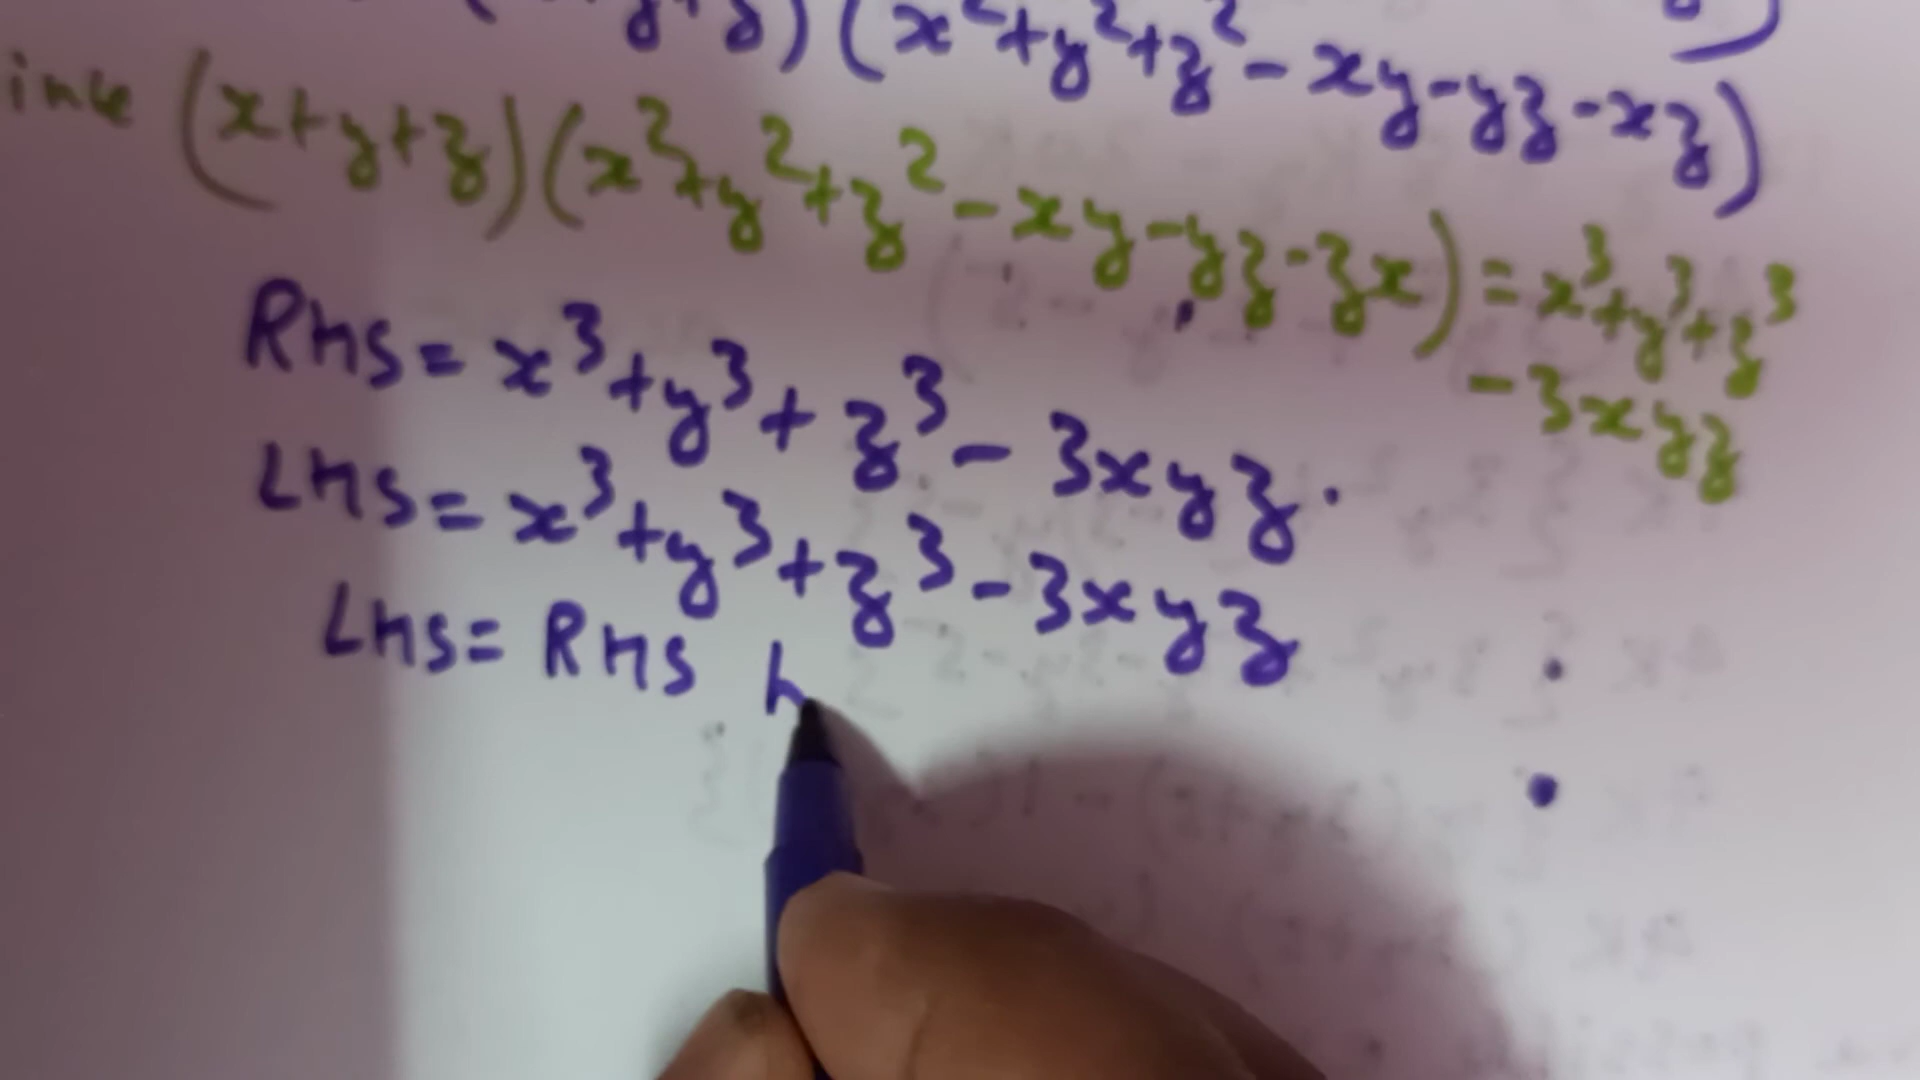 y+z)(x²+y²+z²-xy-yz-xz)
(x+y+z)(x²+y²+z²-xy-yz-zx)=x³+y³+z³
-3xyz
RHS=x³+y³+z³-3xyz.
LHS=x³+y³+z³-3xyz
LHS=RHS h